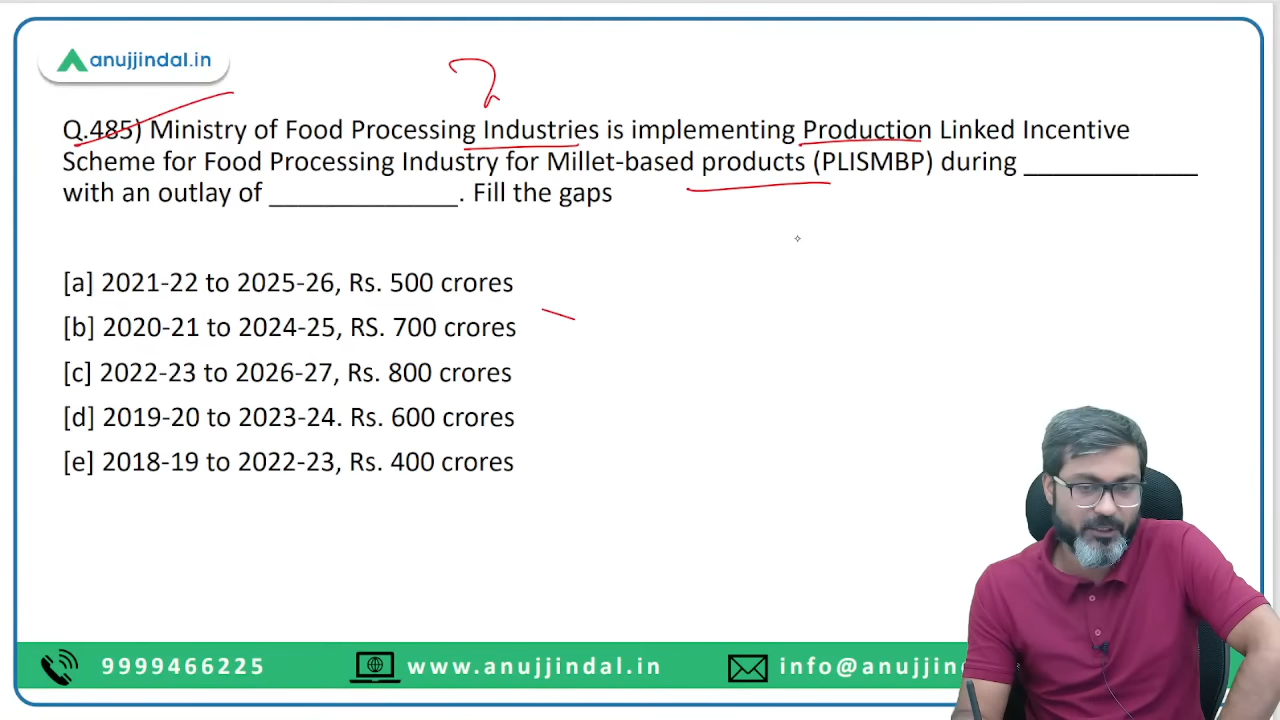 anujjindal.in
Q.485) Ministry of Food Processing Industries is implementing Production Linked Incentive
Scheme for Food Processing Industry for Millet-based products (PLISMBP) during _____________
with an outlay of ______________. Fill the gaps
[a] 2021-22 to 2025-26, Rs. 500 crores
[b] 2020-21 to 2024-25, RS. 700 crores
[c] 2022-23 to 2026-27, Rs. 800 crores
[d] 2019-20 to 2023-24. Rs. 600 crores
[e] 2018-19 to 2022-23, Rs. 400 crores
9999466225 www.anujjindal.in